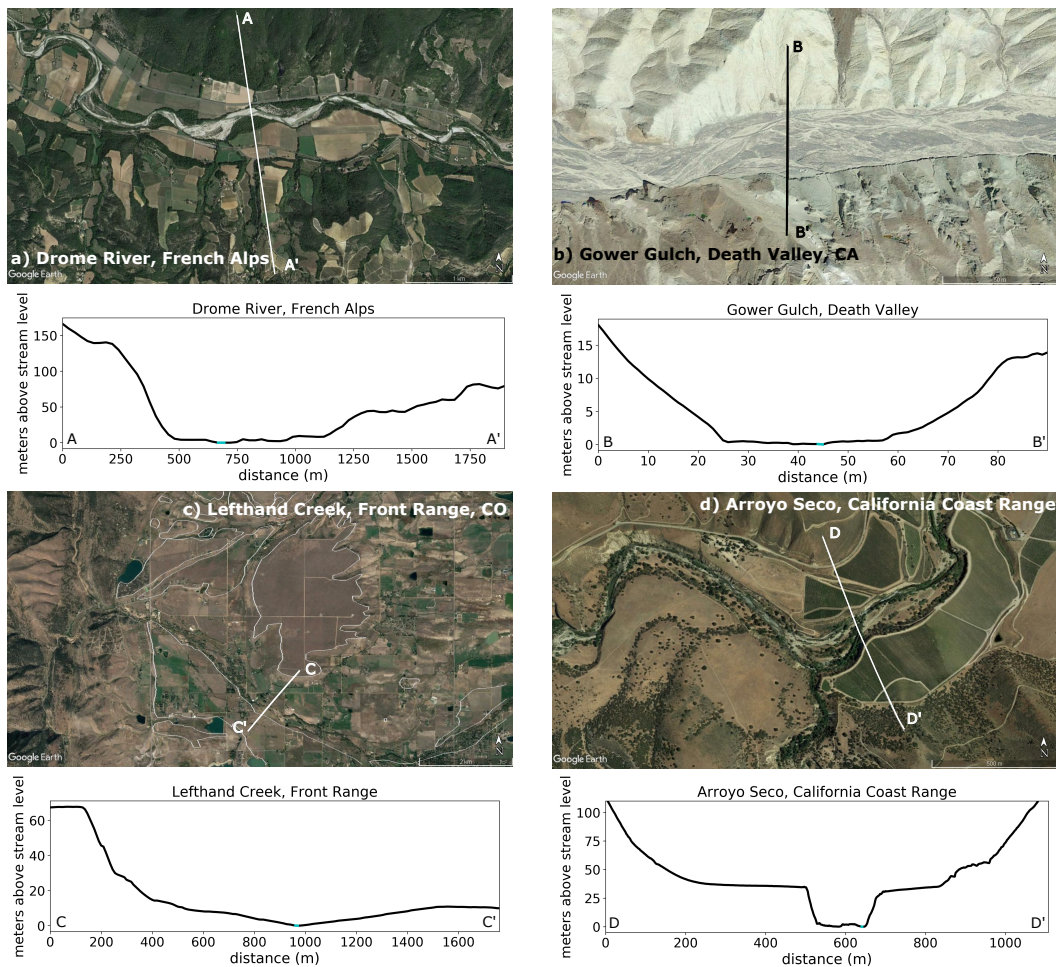 A
a) Drome River, French Alps
A'
Google Earth
1 km
N
B
B'
b) Gower Gulch, Death Valley, CA
Google Earth
N
Drome River, French Alps
meters above stream level
150
100
50
0
A
A'
0
250
500
750
1000
1250
1500
1750
distance (m)
Gower Gulch, Death Valley
meters above stream level
15
10
5
0
B
B'
0
10
20
30
40
50
60
70
80
distance (m)
c) Lefthand Creek, Front Range, CO
C
C'
Google Earth
2 km
N
d) Arroyo Seco, California Coast Range
D
D'
Google Earth
500 m
N
Lefthand Creek, Front Range
meters above stream level
60
40
20
0
C
C'
0
200
400
600
800
1000
1200
1400
1600
distance (m)
Arroyo Seco, California Coast Range
meters above stream level
100
75
50
25
0
D
D'
0
200
400
600
800
1000
distance (m)